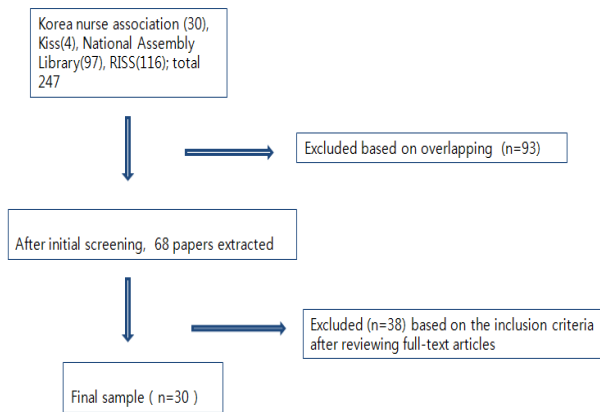 Korea nurse association (30),
Kiss(4), National Assembly
Library(97), RISS(116); total
247
Excluded based on overlapping (n=93)
After initial screening, 68 papers extracted
Excluded (n=38) based on the inclusion criteria
after reviewing full-text articles
Final sample ( n=30 )